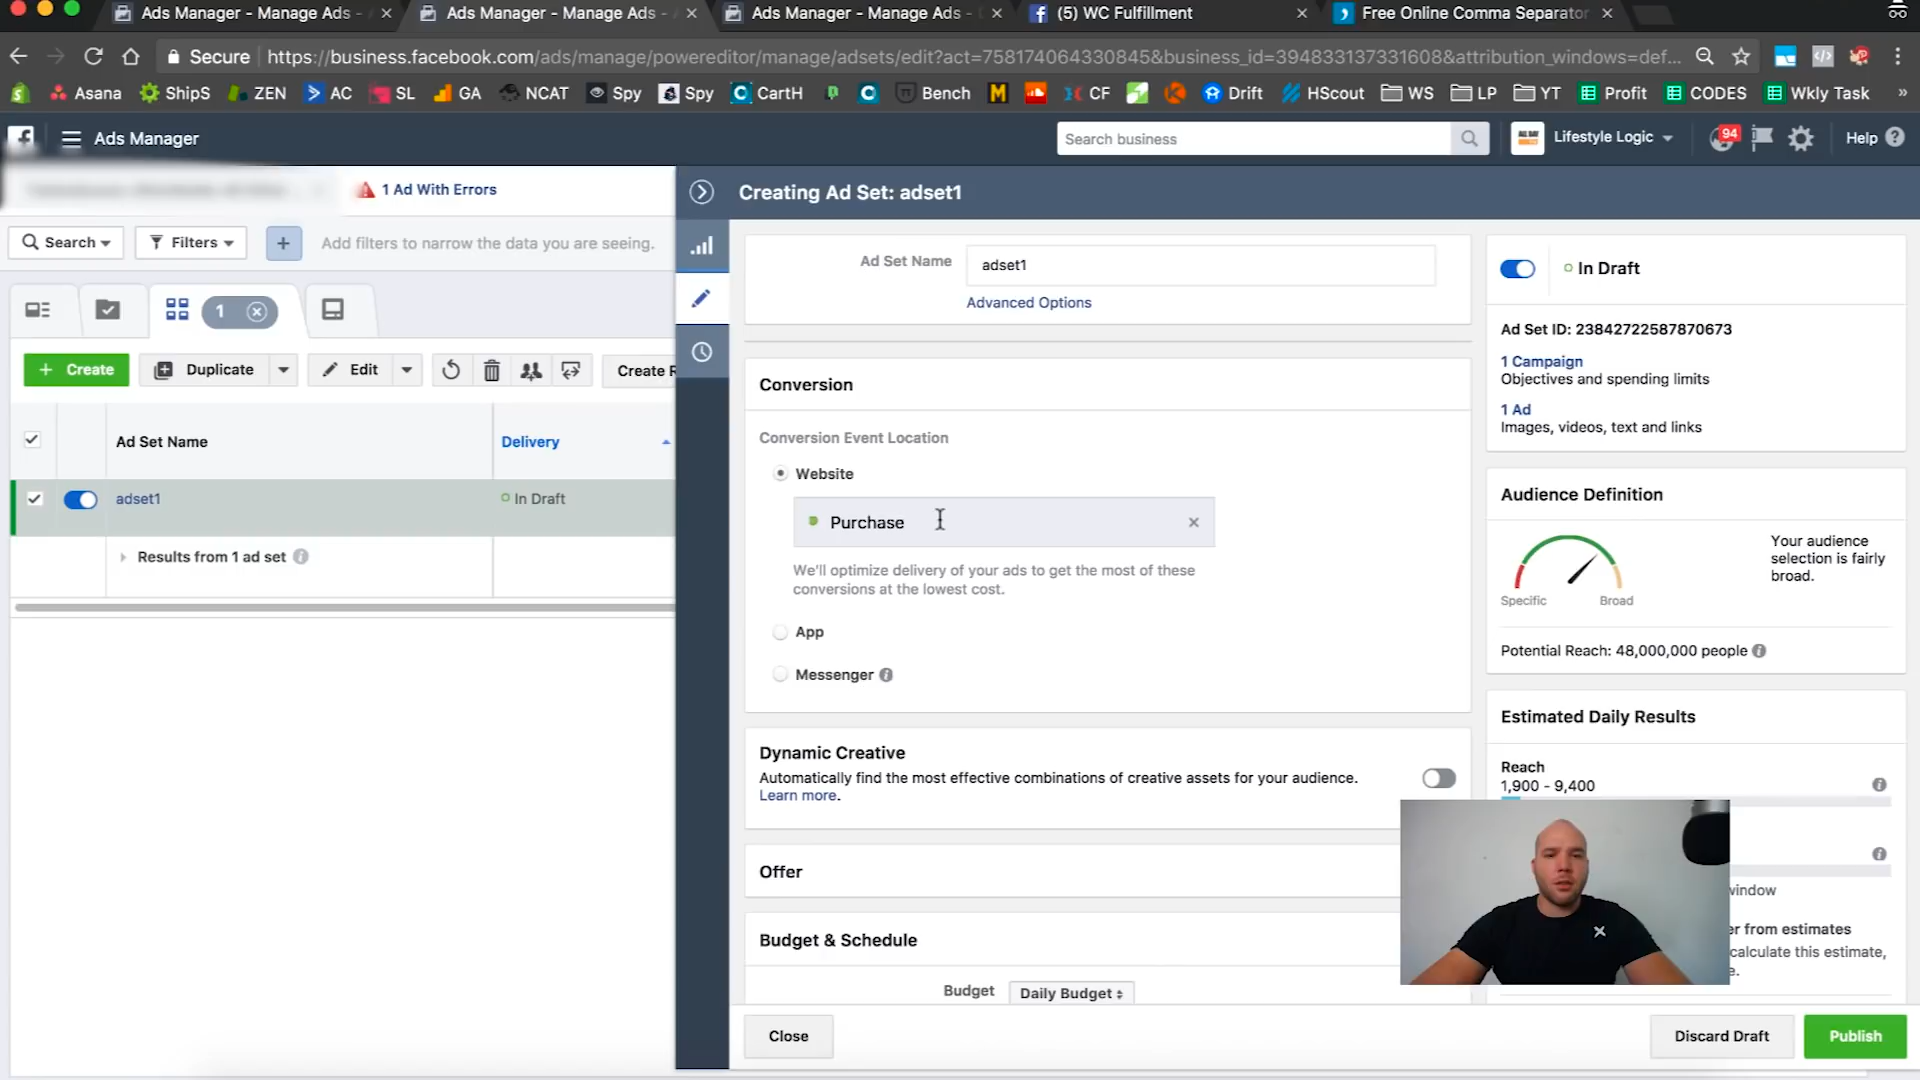 Ads Manager - Manage Ads -
Ads Manager - Manage Ads -
Ads Manager - Manage Ads -
(5) WC Fulfillment
Free Online Comma Separator
Secure
https://business.facebook.com/ads/manage/powereditor/manage/adsets/edit?act=758174064330845&business_id=394833137331608&attribution_windows=def...
Asana
ShipS
ZEN
AC
SL
GA
NCAT
Spy
Spy
CartH
Bench
CF
Drift
HScout
WS
LP
YT
Profit
CODES
Wkly Task
»
Ads Manager
Search business
Lifestyle Logic
94
Help
1 Ad With Errors
Creating Ad Set: adset1
Search
Filters
+
Add filters to narrow the data you are seeing.
1
+ Create
Duplicate
Edit
Create R
Ad Set Name
Delivery
adset1
In Draft
Results from 1 ad set
Ad Set Name
adset1
Advanced Options
Conversion
Conversion Event Location
Website
Purchase
We'll optimize delivery of your ads to get the most of these
conversions at the lowest cost.
App
Messenger
Dynamic Creative
Automatically find the most effective combinations of creative assets for your audience.
Learn more.
Offer
Budget & Schedule
Budget
Daily Budget
Close
In Draft
Ad Set ID: 23842722587870673
1 Campaign
Objectives and spending limits
1 Ad
Images, videos, text and links
Audience Definition
Your audience
selection is fairly
broad.
Specific
Broad
Potential Reach: 48,000,000 people
Estimated Daily Results
Reach
1,900 - 9,400
window
er from estimates
calculate this estimate,
e.
Discard Draft
Publish